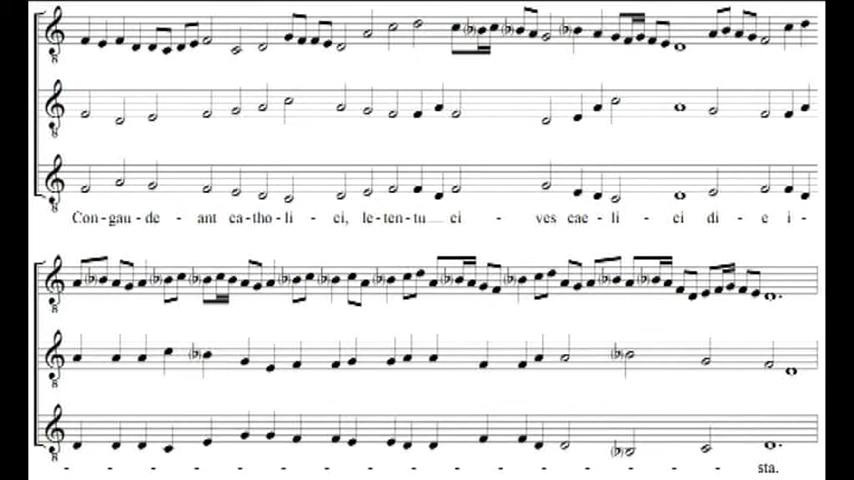 Con-gau-de-ant ca-tho-li-ci, le-ten-tu ci-ves cae-li-ci di-e i-
- - - - - - - - - - - - - - - - sta.